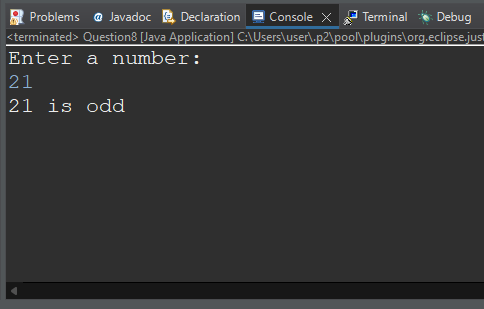 Problems Javadoc Declaration Console Terminal Debug
<terminated> Question8 [Java Application] C:\Users\user\.p2\pool\plugins\org.eclipse.just
Enter a number:
21
21 is odd